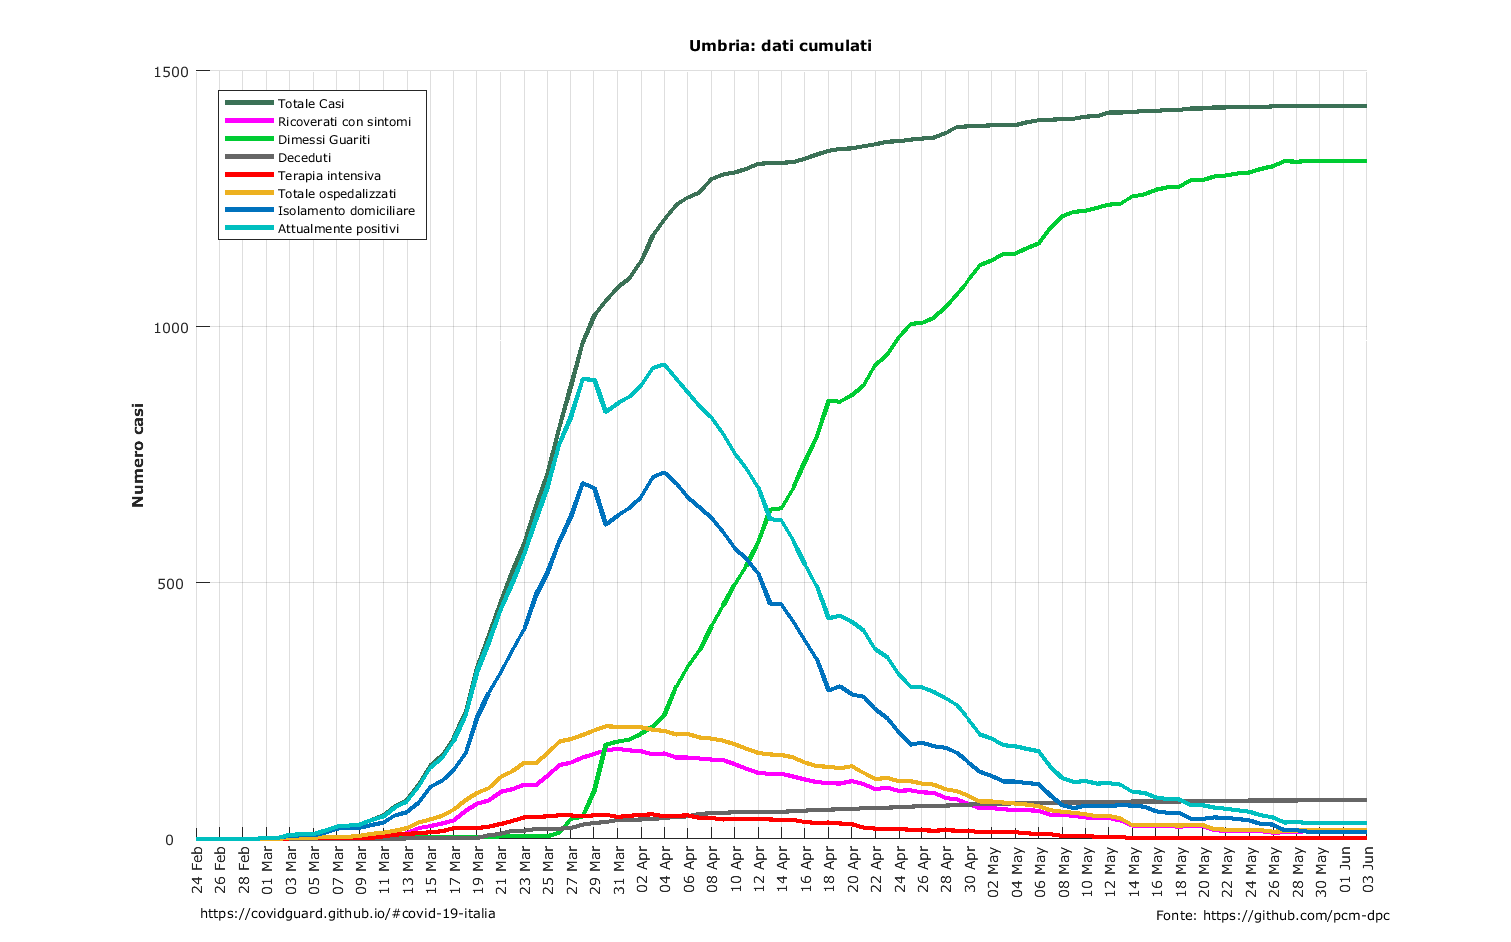 Umbria: dati cumulati
1500
Totale Casi
Ricoverati con sintomi
Dimessi Guariti
Deceduti
Terapia intensiva
Totale ospedalizzati
Isolamento domiciliare
Attualmente positivi
1000
Numero casi
500
0
24 Feb
26 Feb
28 Feb
01 Mar
03 Mar
05 Mar
07 Mar
09 Mar
11 Mar
13 Mar
15 Mar
17 Mar
19 Mar
21 Mar
23 Mar
25 Mar
27 Mar
29 Mar
31 Mar
02 Apr
04 Apr
06 Apr
08 Apr
10 Apr
12 Apr
14 Apr
16 Apr
18 Apr
20 Apr
22 Apr
24 Apr
26 Apr
28 Apr
30 Apr
02 May
04 May
06 May
08 May
10 May
12 May
14 May
16 May
18 May
20 May
22 May
24 May
26 May
28 May
30 May
01 Jun
03 Jun
https://covidguard.github.io/#covid-19-italia
Fonte: https://github.com/pcm-dpc